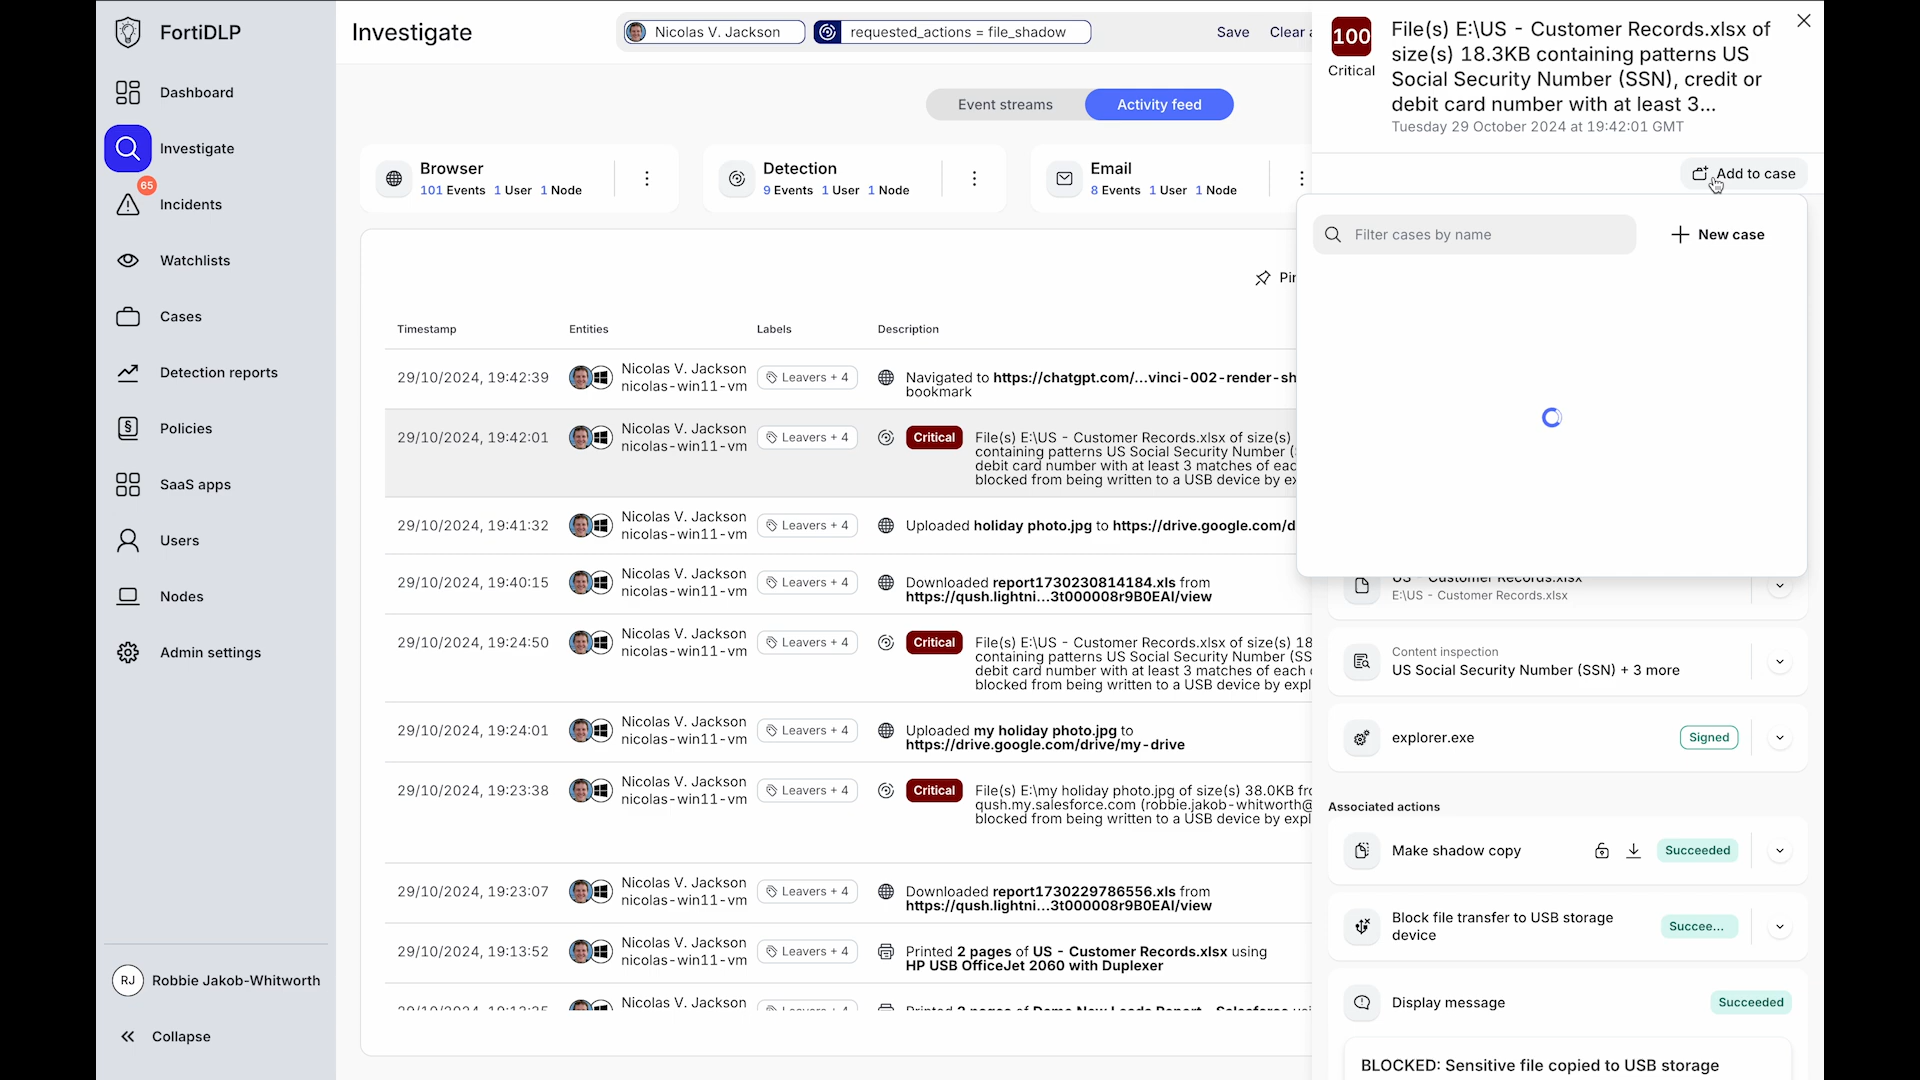 FortiDLP
Dashboard
Investigate
65
Incidents
Watchlists
Cases
Detection reports
Policies
SaaS apps
Users
Nodes
Admin settings
RJ Robbie Jakob-Whitworth
Collapse
Investigate
Nicolas V. Jackson
requested_actions = file_shadow
Save Clear a
Event streams Activity feed
Browser
101 Events 1 User 1 Node
Detection
9 Events 1 User 1 Node
Email
8 Events 1 User 1 Node
Pin
Timestamp Entities Labels Description
29/10/2024, 19:42:39 Nicolas V. Jackson
nicolas-win11-vm
Leavers + 4
Navigated to https://chatgpt.com/...vinci-002-render-sh
bookmark
29/10/2024, 19:42:01 Nicolas V. Jackson
nicolas-win11-vm
Leavers + 4
Critical
File(s) E:\US - Customer Records.xlsx of size(s)
containing patterns US Social Security Number (
debit card number with at least 3 matches of eac
blocked from being written to a USB device by ex
29/10/2024, 19:41:32 Nicolas V. Jackson
nicolas-win11-vm
Leavers + 4
Uploaded holiday photo.jpg to https://drive.google.com/d
29/10/2024, 19:40:15 Nicolas V. Jackson
nicolas-win11-vm
Leavers + 4
Downloaded report1730230814184.xls from
https://qush.lightni...3t000008r9B0EAI/view
29/10/2024, 19:24:50 Nicolas V. Jackson
nicolas-win11-vm
Leavers + 4
Critical
File(s) E:\US - Customer Records.xlsx of size(s) 18
containing patterns US Social Security Number (SS
debit card number with at least 3 matches of each
blocked from being written to a USB device by expl
29/10/2024, 19:24:01 Nicolas V. Jackson
nicolas-win11-vm
Leavers + 4
Uploaded my holiday photo.jpg to
https://drive.google.com/drive/my-drive
29/10/2024, 19:23:38 Nicolas V. Jackson
nicolas-win11-vm
Leavers + 4
Critical
File(s) E:\my holiday photo.jpg of size(s) 38.0KB fr
qush.my.salesforce.com (robbie.jakob-whitworth@
blocked from being written to a USB device by expl
29/10/2024, 19:23:07 Nicolas V. Jackson
nicolas-win11-vm
Leavers + 4
Downloaded report1730229786556.xls from
https://qush.lightni...3t000008r9B0EAI/view
29/10/2024, 19:13:52 Nicolas V. Jackson
nicolas-win11-vm
Leavers + 4
Printed 2 pages of US - Customer Records.xlsx using
HP USB OfficeJet 2060 with Duplexer
Nicolas V. Jackson
100
Critical
File(s) E:\US - Customer Records.xlsx of
size(s) 18.3KB containing patterns US
Social Security Number (SSN), credit or
debit card number with at least 3...
Tuesday 29 October 2024 at 19:42:01 GMT
Add to case
Filter cases by name
New case
US - Customer Records.xlsx
E:\US - Customer Records.xlsx
Content inspection
US Social Security Number (SSN) + 3 more
explorer.exe Signed
Associated actions
Make shadow copy Succeeded
Block file transfer to USB storage
device
Succee...
Display message Succeeded
BLOCKED: Sensitive file copied to USB storage